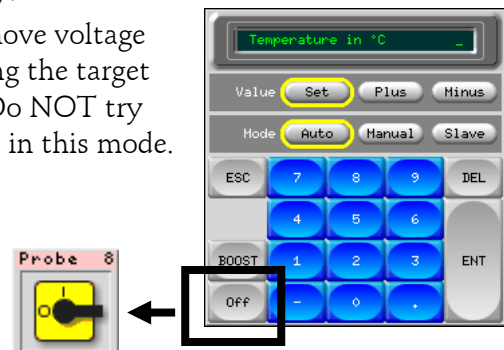 move voltage
ng the target
Do NOT try
in this mode.
Temperature in °C _
Value Set Plus Minus
Mode Auto Manual Slave
ESC 7 8 9 DEL
4 5 6
BOOST 1 2 3 ENT
Off - 0 .
Probe 8
I
O